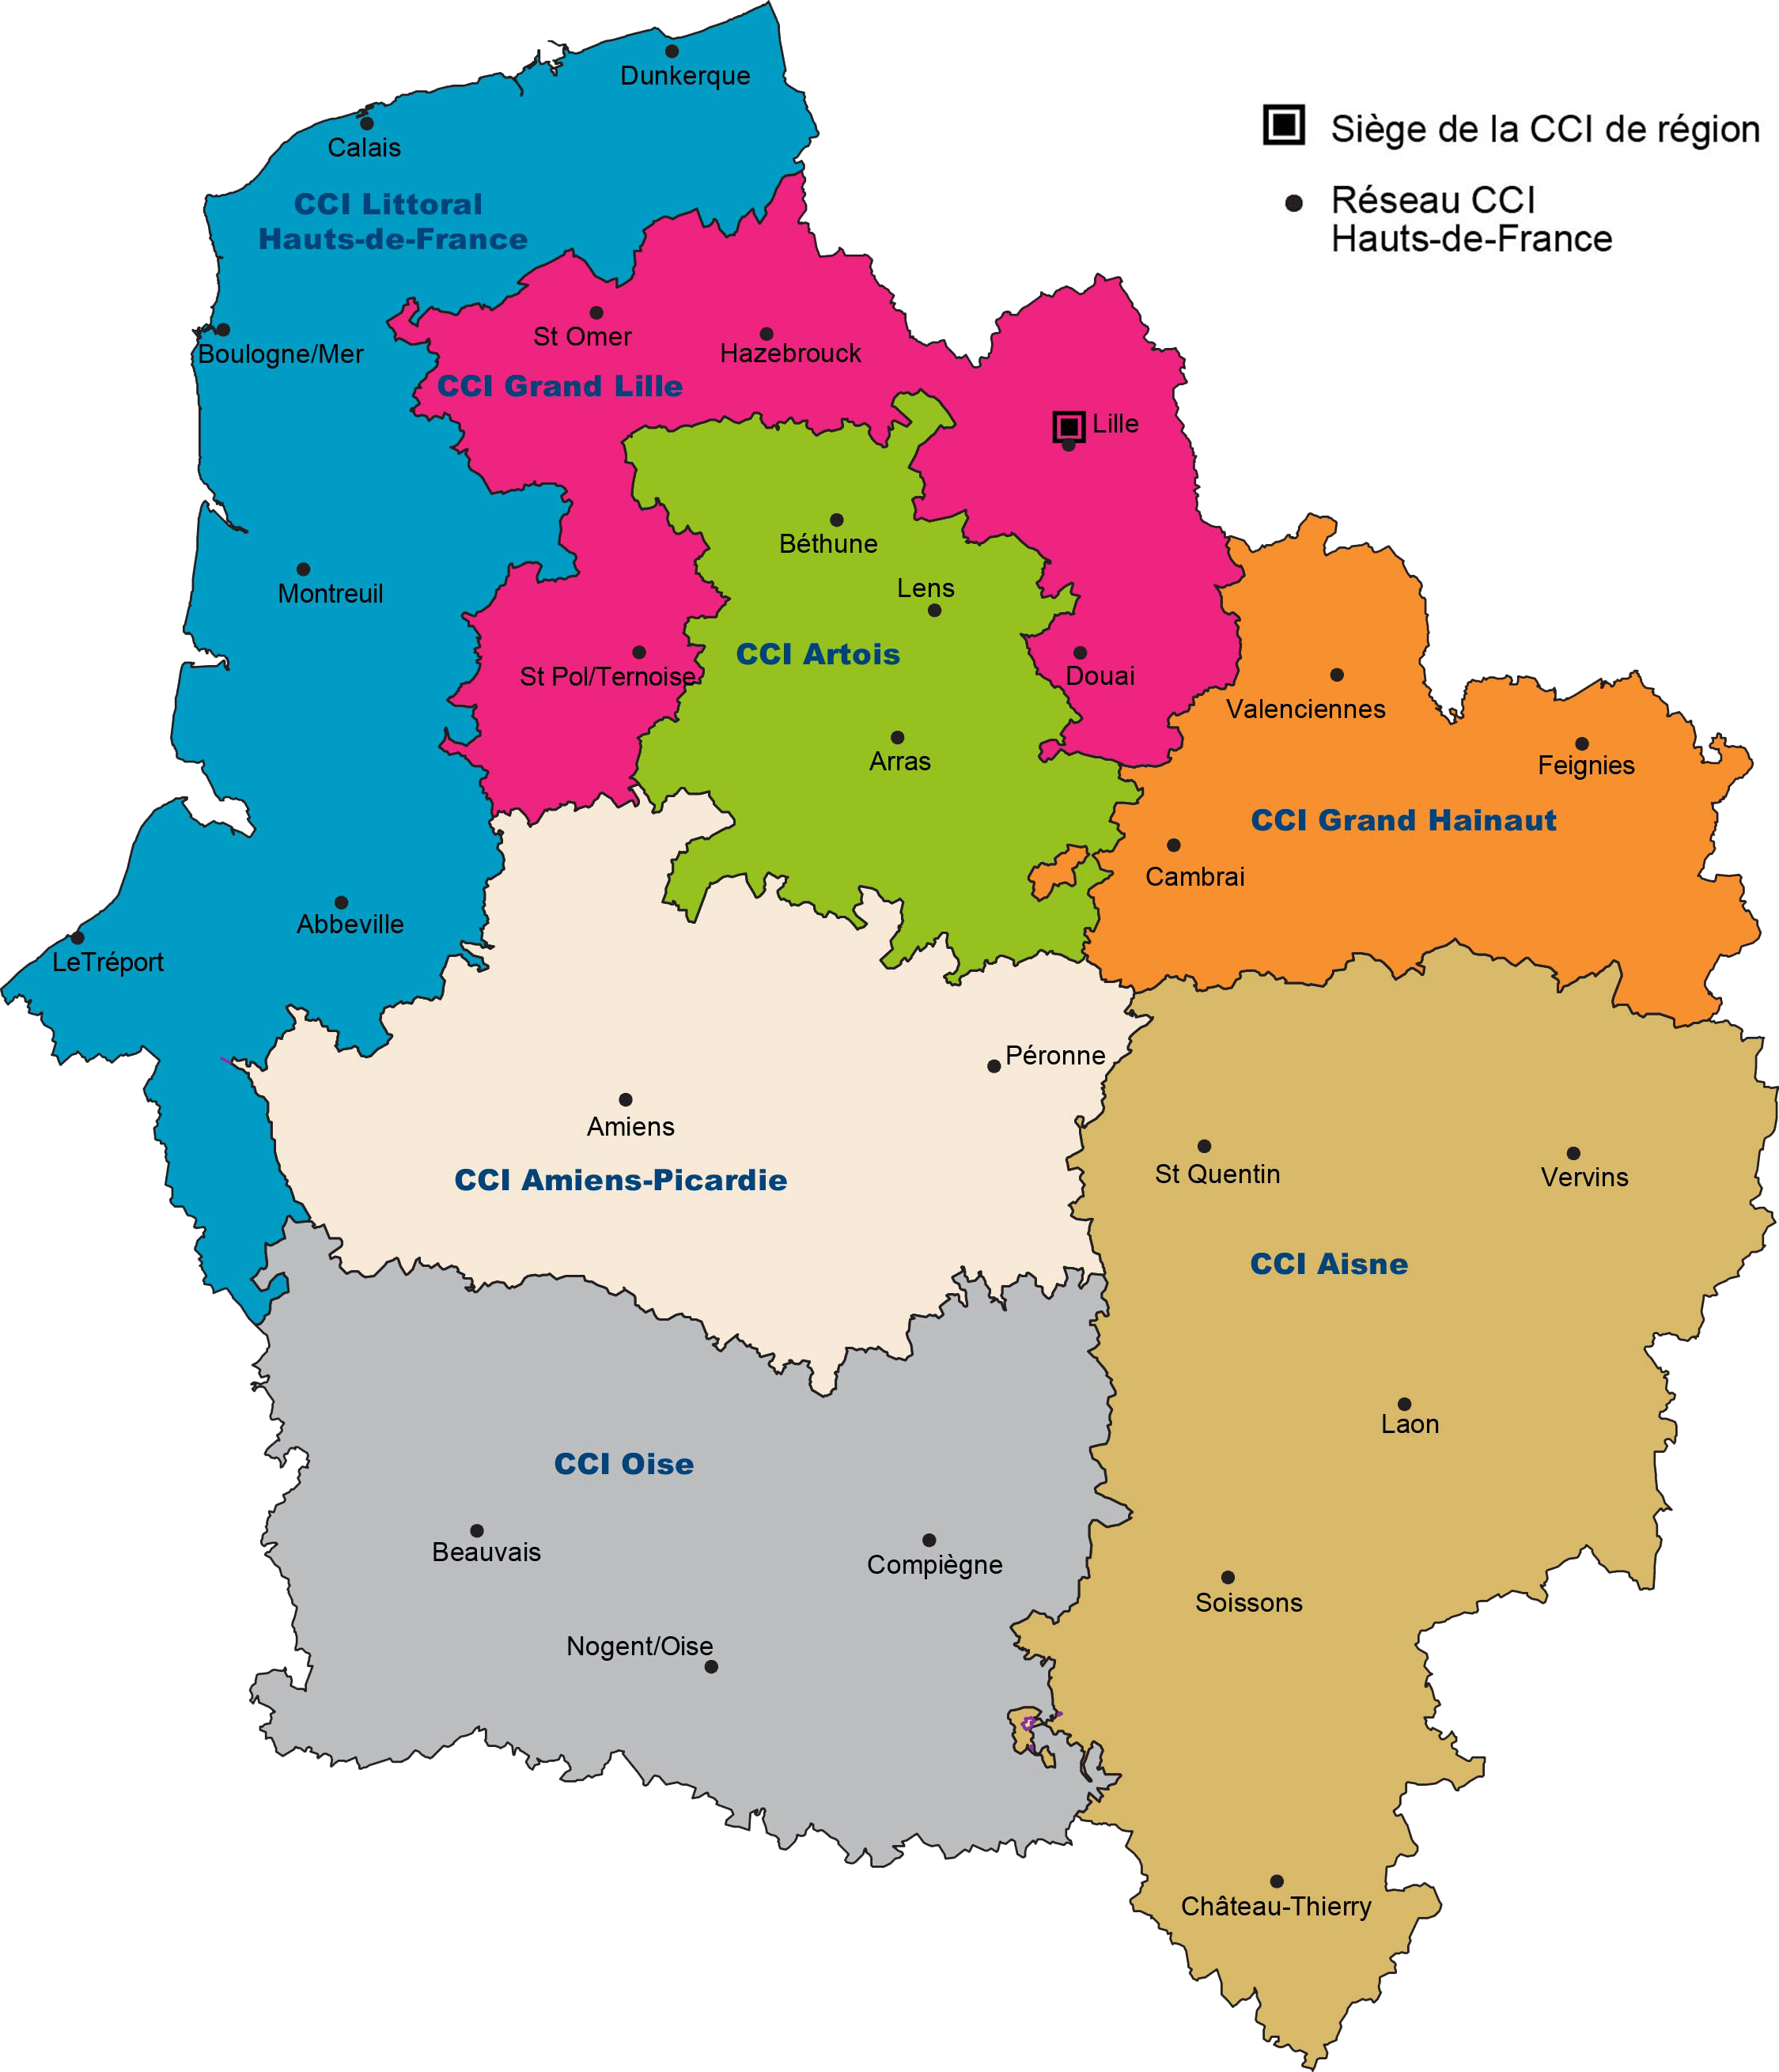 Dunkerque
Calais
Siège de la CCI de région
CCI Littoral
Hauts-de-France
Réseau CCI
Hauts-de-France
St Omer
Hazebrouck
Boulogne/Mer
CCI Grand Lille
Lille
Béthune
Lens
Montreuil
CCI Artois
St Pol/Ternoise
Douai
Valenciennes
Arras
Feignies
CCI Grand Hainaut
Cambrai
Abbeville
LeTréport
Péronne
Amiens
CCI Amiens-Picardie
St Quentin
Vervins
CCI Aisne
Laon
CCI Oise
Beauvais
Compiègne
Soissons
Nogent/Oise
Château-Thierry